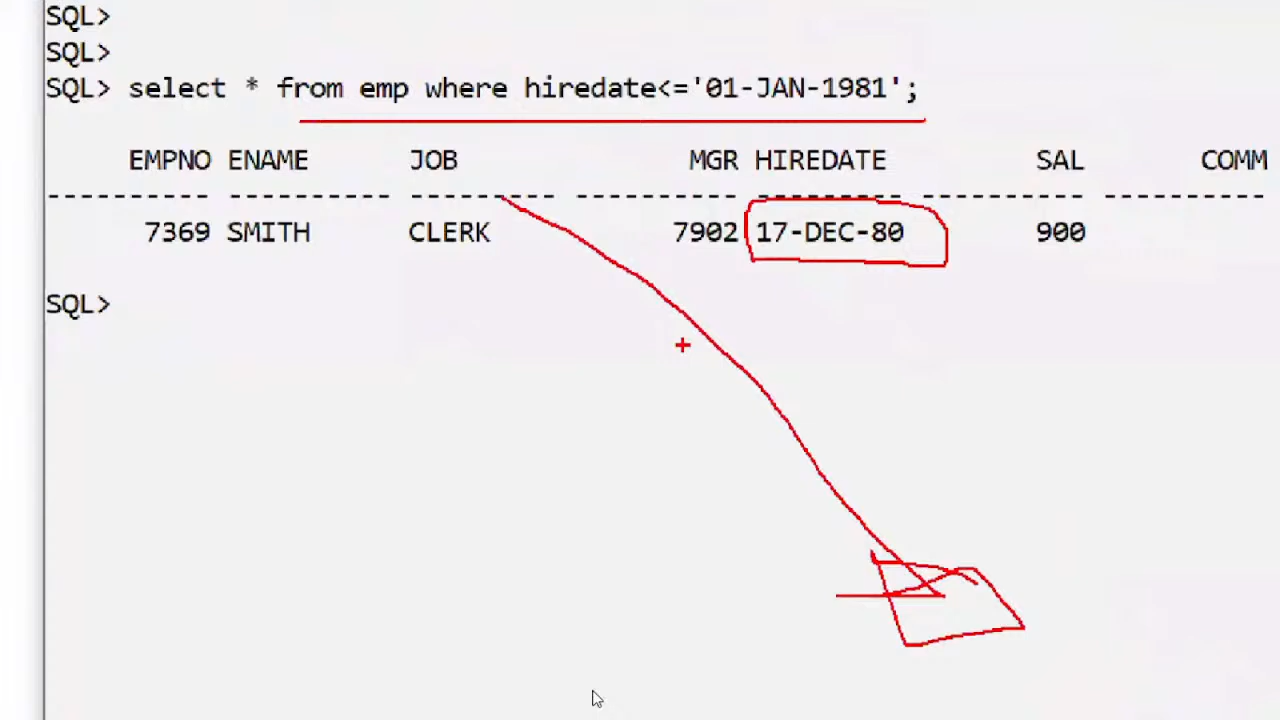 SQL>
SQL>
SQL> select * from emp where hiredate<='01-JAN-1981';
EMPNO ENAME JOB MGR HIREDATE SAL COMM
---------- ---------- --------- ---------- --------- ---------- ----------
7369 SMITH CLERK 7902 17-DEC-80 900
SQL>